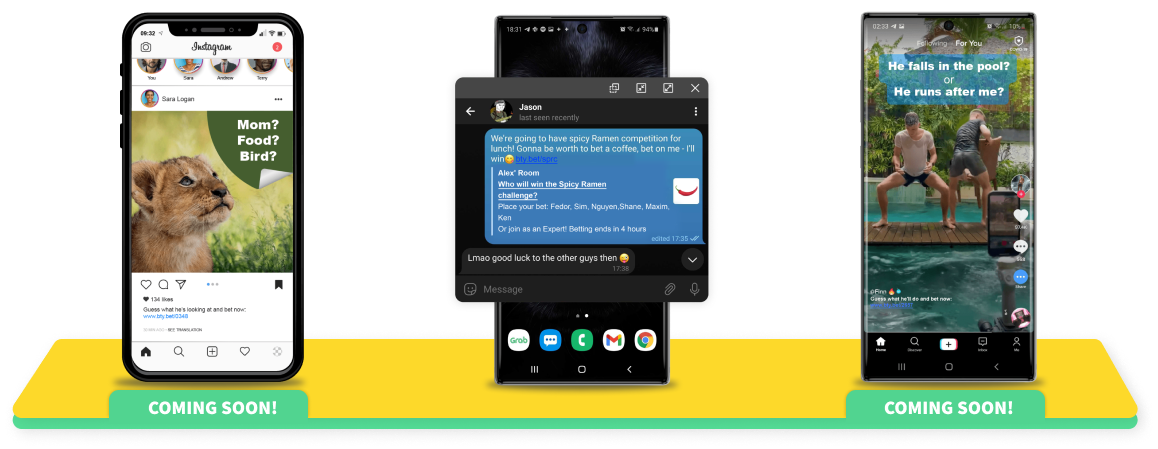 09:32
Instagram
2
You
Sara
Andrew
Terry
Sara Logan
Mom?
Food?
Bird?
134 likes
Guess what he's looking at and bet now:
www.bty.bet/5348
SEE TRANSLATION
COMING SOON!
18:31
94%
Jason
last seen recently
We're going to have spicy Ramen competition for
lunch! Gonna be worth to bet a coffee, bet on me - I'll
win😋 bty.bet/sprc
Alex' Room
Who will win the Spicy Ramen
challenge?
Place your bet: Fedor, Sim, Nguyen,Shane, Maxim,
Ken
Or join as an Expert! Betting ends in 4 hours
edited 17:35
Lmao good luck to the other guys then 😜
17:38
Message
Grab
02:33
10%
Following
For You
He falls in the pool?
or
He runs after me?
Share
@Finn 🔥
Guess what he'll do and bet now:
Home
Discover
Inbox
Me
COMING SOON!